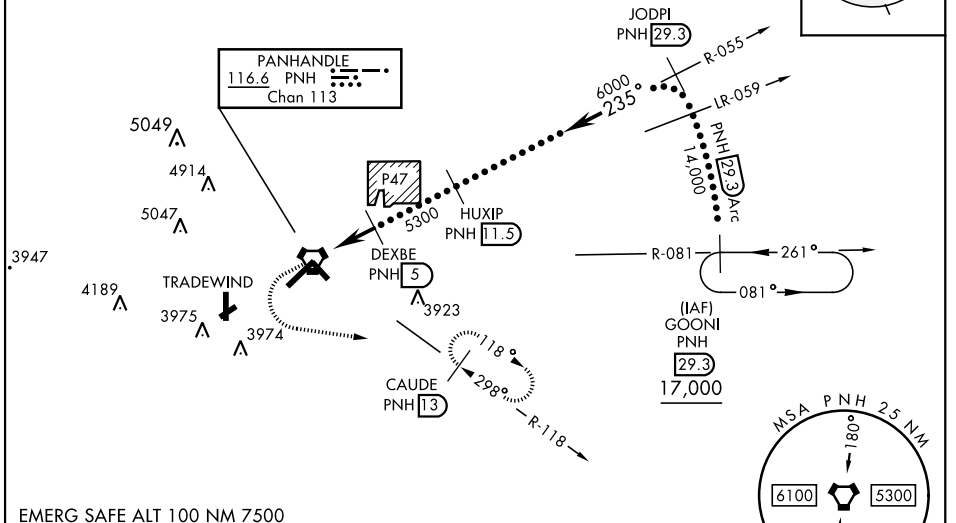 JODPI
PNH 29.3
R-055
LR-059
6000
235°
PNH 29.3 Arc
14,000
PANHANDLE
116.6 PNH
Chan 113
5049
4914
5047
3947
4189
TRADEWIND
3975
3974
P47
5300
HUXIP
PNH 11.5
DEXBE
PNH 5
3923
R-081
261°
081°
(IAF)
GOONI
PNH
29.3
17,000
118°
298°
CAUDE
PNH 13
R-118
MSA PNH 25 NM
180°
6100
5300
EMERG SAFE ALT 100 NM 7500